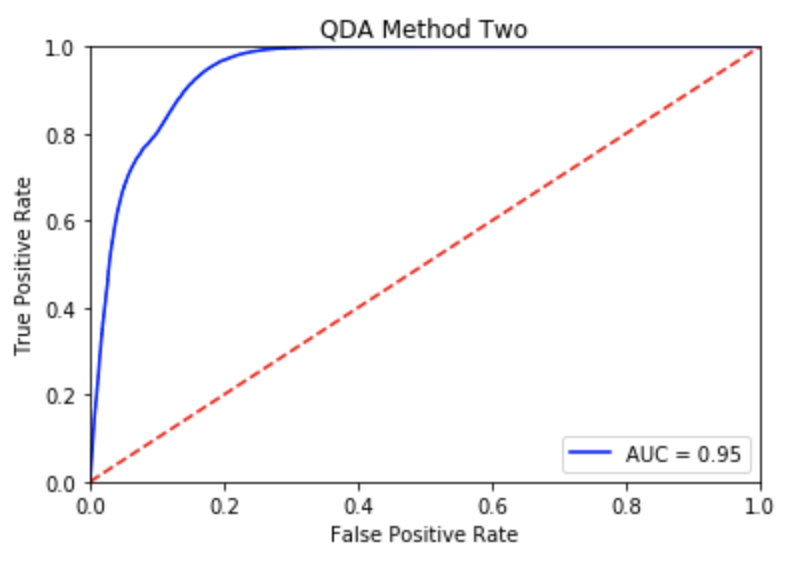 QDA Method Two
1.0
0.8
0.6
0.4
0.2
0.0
True Positive Rate
AUC = 0.95
0.0 0.2 0.4 0.6 0.8 1.0
False Positive Rate